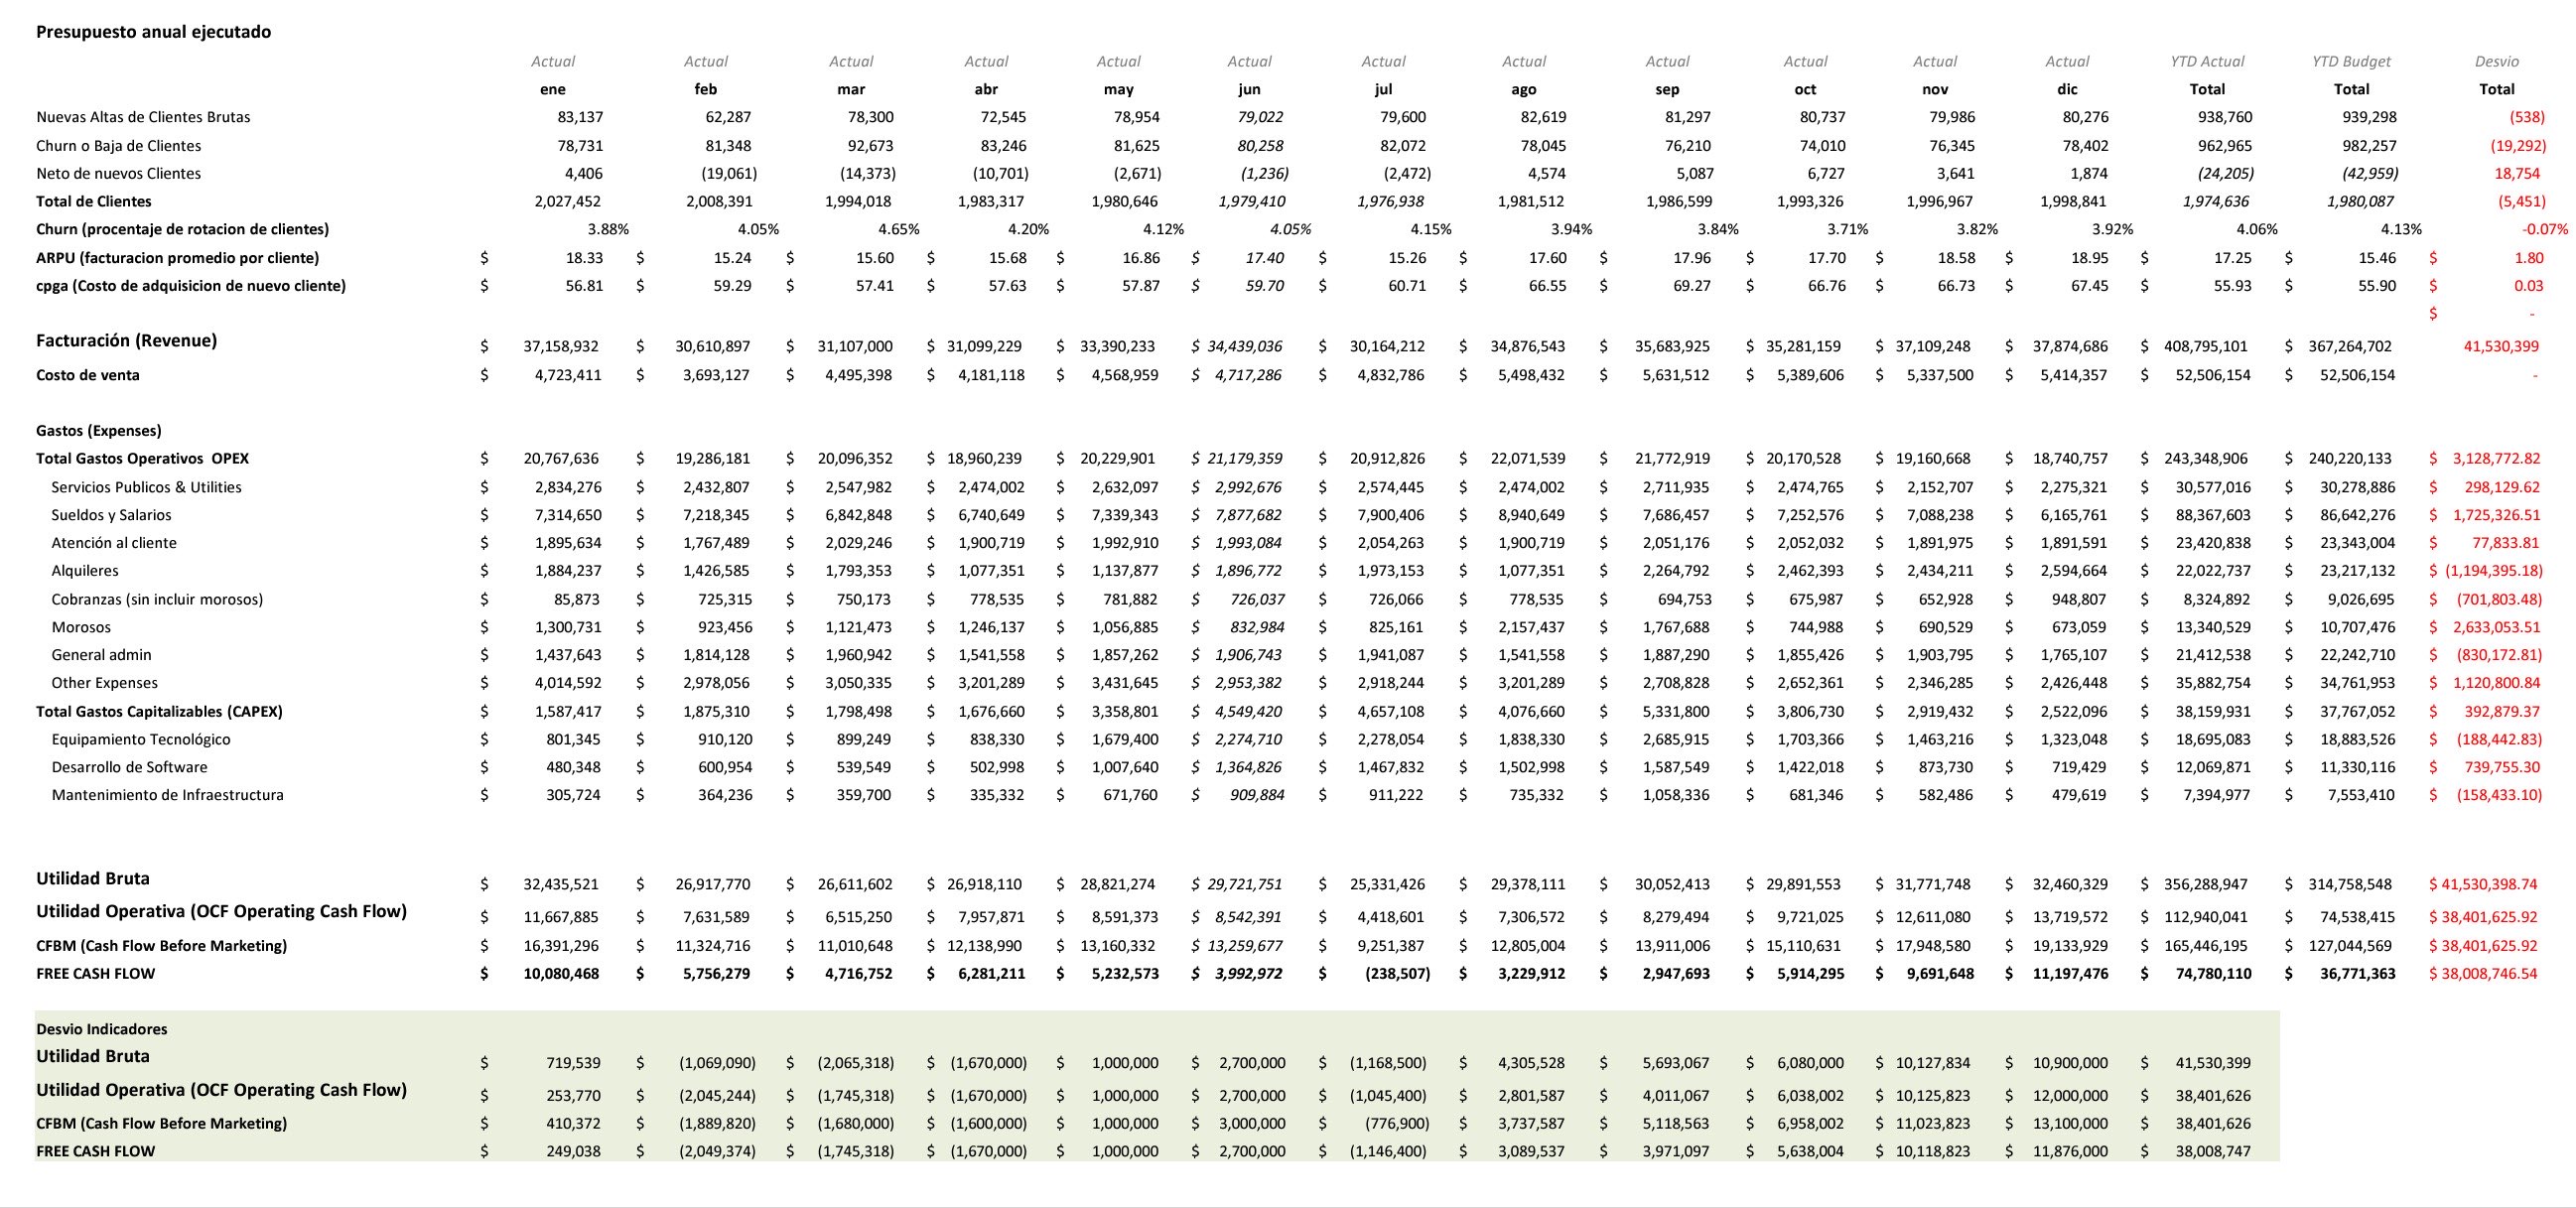 Presupuesto anual ejecutado
Actual Actual Actual Actual Actual Actual Actual Actual Actual Actual Actual Actual YTD Actual YTD Budget Desvio
ene feb mar abr may jun jul ago sep oct nov dic Total Total Total
Nuevas Altas de Clientes Brutas 83,137 62,287 78,300 72,545 78,954 79,022 79,600 82,619 81,297 80,737 79,986 80,276 938,760 939,298 (538)
Churn o Baja de Clientes 78,731 81,348 92,673 83,246 81,625 80,258 82,072 78,045 76,210 74,010 76,345 78,402 962,965 982,257 (19,292)
Neto de nuevos Clientes 4,406 (19,061) (14,373) (10,701) (2,671) (1,236) (2,472) 4,574 5,087 6,727 3,641 1,874 (24,205) (42,959) 18,754
Total de Clientes 2,027,452 2,008,391 1,994,018 1,983,317 1,980,646 1,979,410 1,976,938 1,981,512 1,986,599 1,993,326 1,996,967 1,998,841 1,974,636 1,980,087 (5,451)
Churn (procentaje de rotacion de clientes) 3.88% 4.05% 4.65% 4.20% 4.12% 4.05% 4.15% 3.94% 3.84% 3.71% 3.82% 3.92% 4.06% 4.13% -0.07%
ARPU (facturacion promedio por cliente) $ 18.33 $ 15.24 $ 15.60 $ 15.68 $ 16.86 $ 17.40 $ 15.26 $ 17.60 $ 17.96 $ 17.70 $ 18.58 $ 18.95 $ 17.25 $ 15.46 $ 1.80
cpga (Costo de adquisicion de nuevo cliente) $ 56.81 $ 59.29 $ 57.41 $ 57.63 $ 57.87 $ 59.70 $ 60.71 $ 66.55 $ 69.27 $ 66.76 $ 66.73 $ 67.45 $ 55.93 $ 55.90 $ 0.03
$ -
Facturación (Revenue) $ 37,158,932 $ 30,610,897 $ 31,107,000 $ 31,099,229 $ 33,390,233 $ 34,439,036 $ 30,164,212 $ 34,876,543 $ 35,683,925 $ 35,281,159 $ 37,109,248 $ 37,874,686 $ 408,795,101 $ 367,264,702 41,530,399
Costo de venta $ 4,723,411 $ 3,693,127 $ 4,495,398 $ 4,181,118 $ 4,568,959 $ 4,717,286 $ 4,832,786 $ 5,498,432 $ 5,631,512 $ 5,389,606 $ 5,337,500 $ 5,414,357 $ 52,506,154 $ 52,506,154 -
Gastos (Expenses)
Total Gastos Operativos OPEX $ 20,767,636 $ 19,286,181 $ 20,096,352 $ 18,960,239 $ 20,229,901 $ 21,179,359 $ 20,912,826 $ 22,071,539 $ 21,772,919 $ 20,170,528 $ 19,160,668 $ 18,740,757 $ 243,348,906 $ 240,220,133 $ 3,128,772.82
Servicios Publicos & Utilities $ 2,834,276 $ 2,432,807 $ 2,547,982 $ 2,474,002 $ 2,632,097 $ 2,992,676 $ 2,574,445 $ 2,474,002 $ 2,711,935 $ 2,474,765 $ 2,152,707 $ 2,275,321 $ 30,577,016 $ 30,278,886 $ 298,129.62
Sueldos y Salarios $ 7,314,650 $ 7,218,345 $ 6,842,848 $ 6,740,649 $ 7,339,343 $ 7,877,682 $ 7,900,406 $ 8,940,649 $ 7,686,457 $ 7,252,576 $ 7,088,238 $ 6,165,761 $ 88,367,603 $ 86,642,276 $ 1,725,326.51
Atención al cliente $ 1,895,634 $ 1,767,489 $ 2,029,246 $ 1,900,719 $ 1,992,910 $ 1,993,084 $ 2,054,263 $ 1,900,719 $ 2,051,176 $ 2,052,032 $ 1,891,975 $ 1,891,591 $ 23,420,838 $ 23,343,004 $ 77,833.81
Alquileres $ 1,884,237 $ 1,426,585 $ 1,793,353 $ 1,077,351 $ 1,137,877 $ 1,896,772 $ 1,973,153 $ 1,077,351 $ 2,264,792 $ 2,462,393 $ 2,434,211 $ 2,594,664 $ 22,022,737 $ 23,217,132 $ (1,194,395.18)
Cobranzas (sin incluir morosos) $ 85,873 $ 725,315 $ 750,173 $ 778,535 $ 781,882 $ 726,037 $ 726,066 $ 778,535 $ 694,753 $ 675,987 $ 652,928 $ 948,807 $ 8,324,892 $ 9,026,695 $ (701,803.48)
Morosos $ 1,300,731 $ 923,456 $ 1,121,473 $ 1,246,137 $ 1,056,885 $ 832,984 $ 825,161 $ 2,157,437 $ 1,767,688 $ 744,988 $ 690,529 $ 673,059 $ 13,340,529 $ 10,707,476 $ 2,633,053.51
General admin $ 1,437,643 $ 1,814,128 $ 1,960,942 $ 1,541,558 $ 1,857,262 $ 1,906,743 $ 1,941,087 $ 1,541,558 $ 1,887,290 $ 1,855,426 $ 1,903,795 $ 1,765,107 $ 21,412,538 $ 22,242,710 $ (830,172.81)
Other Expenses $ 4,014,592 $ 2,978,056 $ 3,050,335 $ 3,201,289 $ 3,431,645 $ 2,953,382 $ 2,918,244 $ 3,201,289 $ 2,708,828 $ 2,652,361 $ 2,346,285 $ 2,426,448 $ 35,882,754 $ 34,761,953 $ 1,120,800.84
Total Gastos Capitalizables (CAPEX) $ 1,587,417 $ 1,875,310 $ 1,798,498 $ 1,676,660 $ 3,358,801 $ 4,549,420 $ 4,657,108 $ 4,076,660 $ 5,331,800 $ 3,806,730 $ 2,919,432 $ 2,522,096 $ 38,159,931 $ 37,767,052 $ 392,879.37
Equipamiento Tecnológico $ 801,345 $ 910,120 $ 899,249 $ 838,330 $ 1,679,400 $ 2,274,710 $ 2,278,054 $ 1,838,330 $ 2,685,915 $ 1,703,366 $ 1,463,216 $ 1,323,048 $ 18,695,083 $ 18,883,526 $ (188,442.83)
Desarrollo de Software $ 480,348 $ 600,954 $ 539,549 $ 502,998 $ 1,007,640 $ 1,364,826 $ 1,467,832 $ 1,502,998 $ 1,587,549 $ 1,422,018 $ 873,730 $ 719,429 $ 12,069,871 $ 11,330,116 $ 739,755.30
Mantenimiento de Infraestructura $ 305,724 $ 364,236 $ 359,700 $ 335,332 $ 671,760 $ 909,884 $ 911,222 $ 735,332 $ 1,058,336 $ 681,346 $ 582,486 $ 479,619 $ 7,394,977 $ 7,553,410 $ (158,433.10)
Utilidad Bruta $ 32,435,521 $ 26,917,770 $ 26,611,602 $ 26,918,110 $ 28,821,274 $ 29,721,751 $ 25,331,426 $ 29,378,111 $ 30,052,413 $ 29,891,553 $ 31,771,748 $ 32,460,329 $ 356,288,947 $ 314,758,548 $ 41,530,398.74
Utilidad Operativa (OCF Operating Cash Flow) $ 11,667,885 $ 7,631,589 $ 6,515,250 $ 7,957,871 $ 8,591,373 $ 8,542,391 $ 4,418,601 $ 7,306,572 $ 8,279,494 $ 9,721,025 $ 12,611,080 $ 13,719,572 $ 112,940,041 $ 74,538,415 $ 38,401,625.92
CFBM (Cash Flow Before Marketing) $ 16,391,296 $ 11,324,716 $ 11,010,648 $ 12,138,990 $ 13,160,332 $ 13,259,677 $ 9,251,387 $ 12,805,004 $ 13,911,006 $ 15,110,631 $ 17,948,580 $ 19,133,929 $ 165,446,195 $ 127,044,569 $ 38,401,625.92
FREE CASH FLOW $ 10,080,468 $ 5,756,279 $ 4,716,752 $ 6,281,211 $ 5,232,573 $ 3,992,972 $ (238,507) $ 3,229,912 $ 2,947,693 $ 5,914,295 $ 9,691,648 $ 11,197,476 $ 74,780,110 $ 36,771,363 $ 38,008,746.54
Desvio Indicadores
Utilidad Bruta $ 719,539 $ (1,069,090) $ (2,065,318) $ (1,670,000) $ 1,000,000 $ 2,700,000 $ (1,168,500) $ 4,305,528 $ 5,693,067 $ 6,080,000 $ 10,127,834 $ 10,900,000 $ 41,530,399
Utilidad Operativa (OCF Operating Cash Flow) $ 253,770 $ (2,045,244) $ (1,745,318) $ (1,670,000) $ 1,000,000 $ 2,700,000 $ (1,045,400) $ 2,801,587 $ 4,011,067 $ 6,038,002 $ 10,125,823 $ 12,000,000 $ 38,401,626
CFBM (Cash Flow Before Marketing) $ 410,372 $ (1,889,820) $ (1,680,000) $ (1,600,000) $ 1,000,000 $ 3,000,000 $ (776,900) $ 3,737,587 $ 5,118,563 $ 6,958,002 $ 11,023,823 $ 13,100,000 $ 38,401,626
FREE CASH FLOW $ 249,038 $ (2,049,374) $ (1,745,318) $ (1,670,000) $ 1,000,000 $ 2,700,000 $ (1,146,400) $ 3,089,537 $ 3,971,097 $ 5,638,004 $ 10,118,823 $ 11,876,000 $ 38,008,747